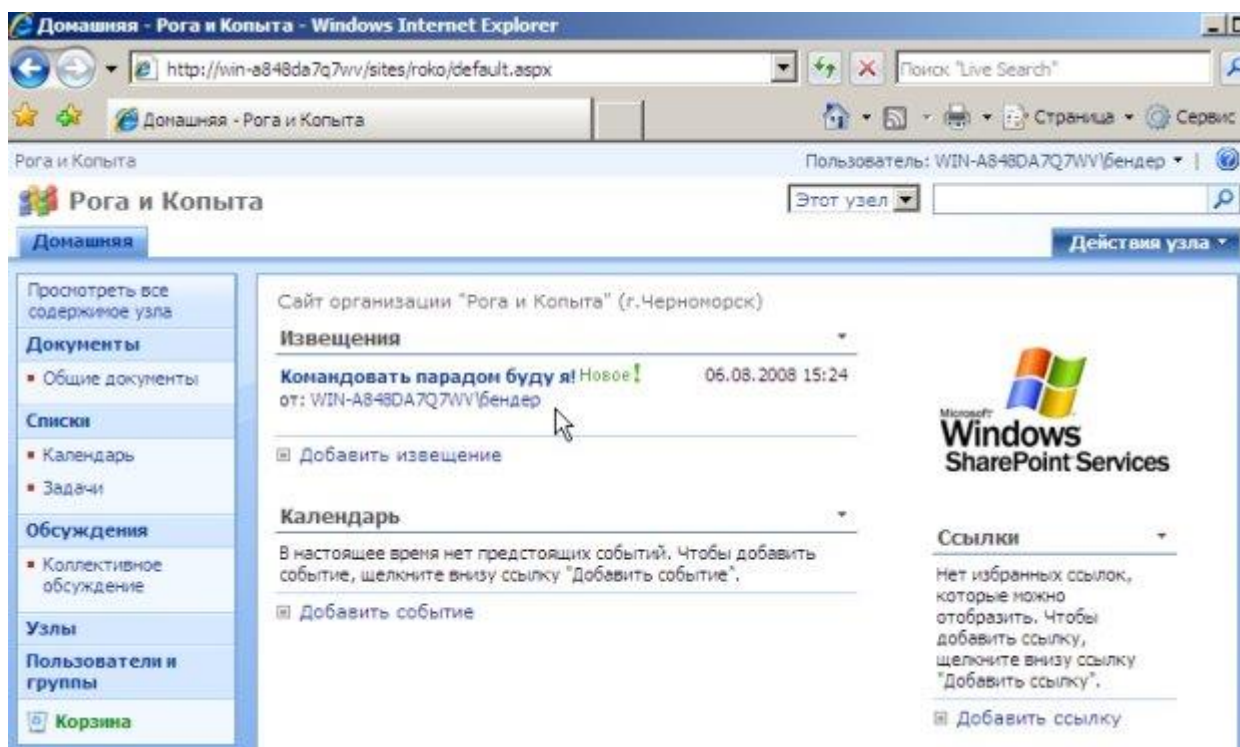 Домашняя - Рога и Копыта - Windows Internet Explorer
http://win-a848da7q7wv/sites/roko/default.aspx
Поиск "Live Search"
Домашняя - Рога и Копыта
Страница
Сервис
Рога и Копыта
Пользователь: WIN-A848DA7Q7WV\бендер
Рога и Копыта
Этот узел
Домашняя
Действия узла
Просмотреть все
содержимое узла
Документы
Общие документы
Списки
Календарь
Задачи
Обсуждения
Коллективное
обсуждение
Узлы
Пользователи и
группы
Корзина
Сайт организации "Рога и Копыта" (г.Черноморск)
Извещения
Командовать парадом буду я! Новое! 06.08.2008 15:24
от: WIN-A848DA7Q7WV\бендер
Добавить извещение
Календарь
В настоящее время нет предстоящих событий. Чтобы добавить
событие, щелкните внизу ссылку "Добавить событие".
Добавить событие
Microsoft
Windows
SharePoint Services
Ссылки
Нет избранных ссылок,
которые можно
отобразить. Чтобы
добавить ссылку,
щелкните внизу ссылку
"Добавить ссылку".
Добавить ссылку